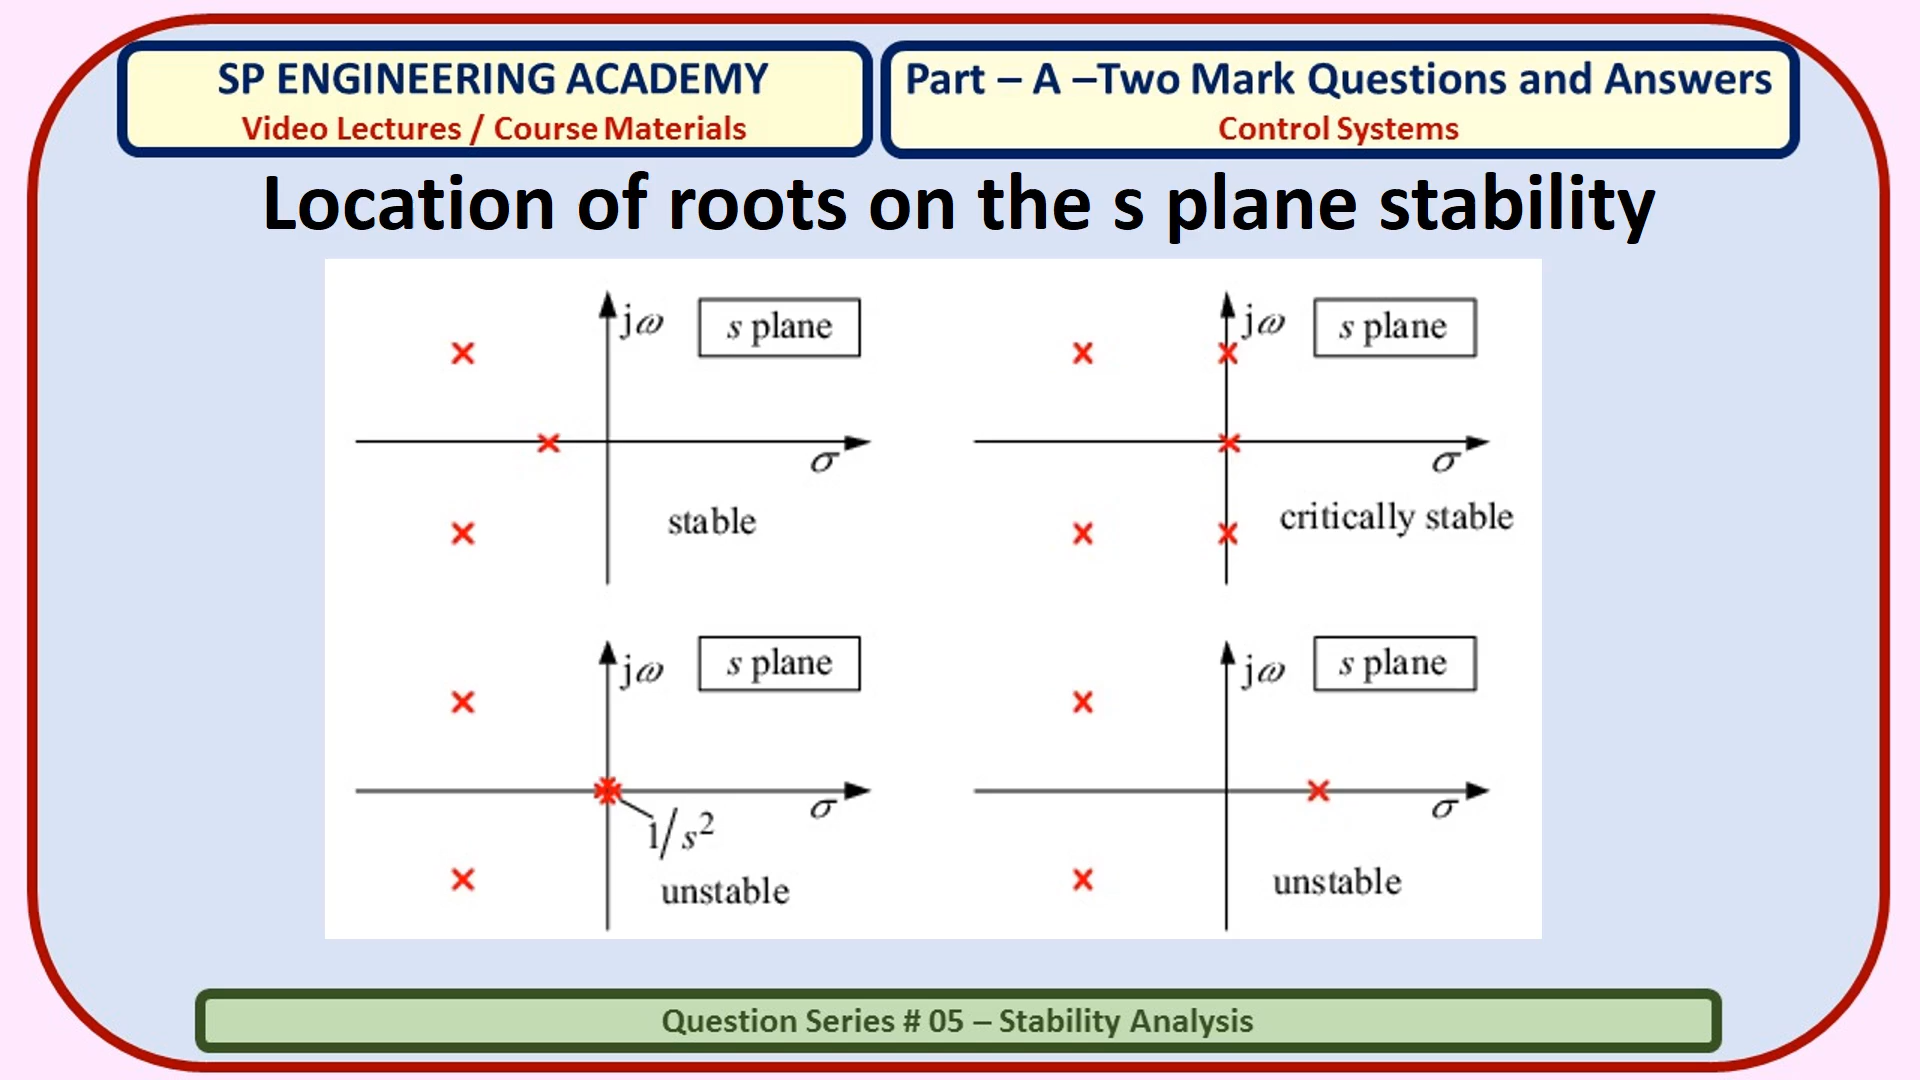 SP ENGINEERING ACADEMY
Video Lectures / Course Materials
Part – A –Two Mark Questions and Answers
Control Systems
Location of roots on the s plane stability
jω
s plane
σ
stable
jω
s plane
σ
critically stable
jω
s plane
σ
1/s²
unstable
jω
s plane
σ
unstable
Question Series # 05 – Stability Analysis